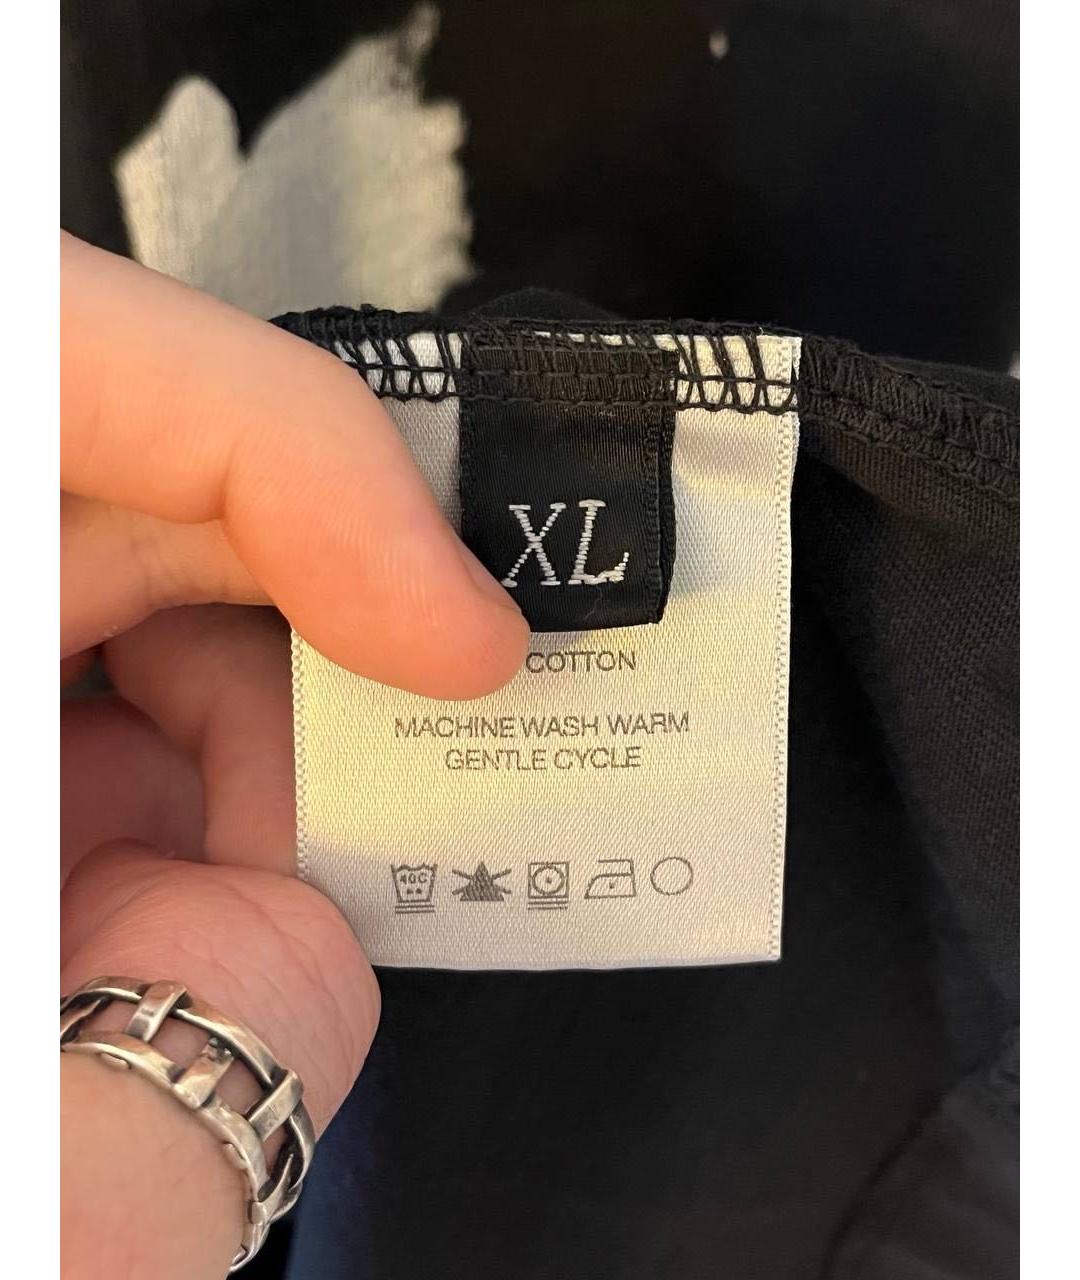 XL
COTTON
MACHINE WASH WARM
GENTLE CYCLE
40C